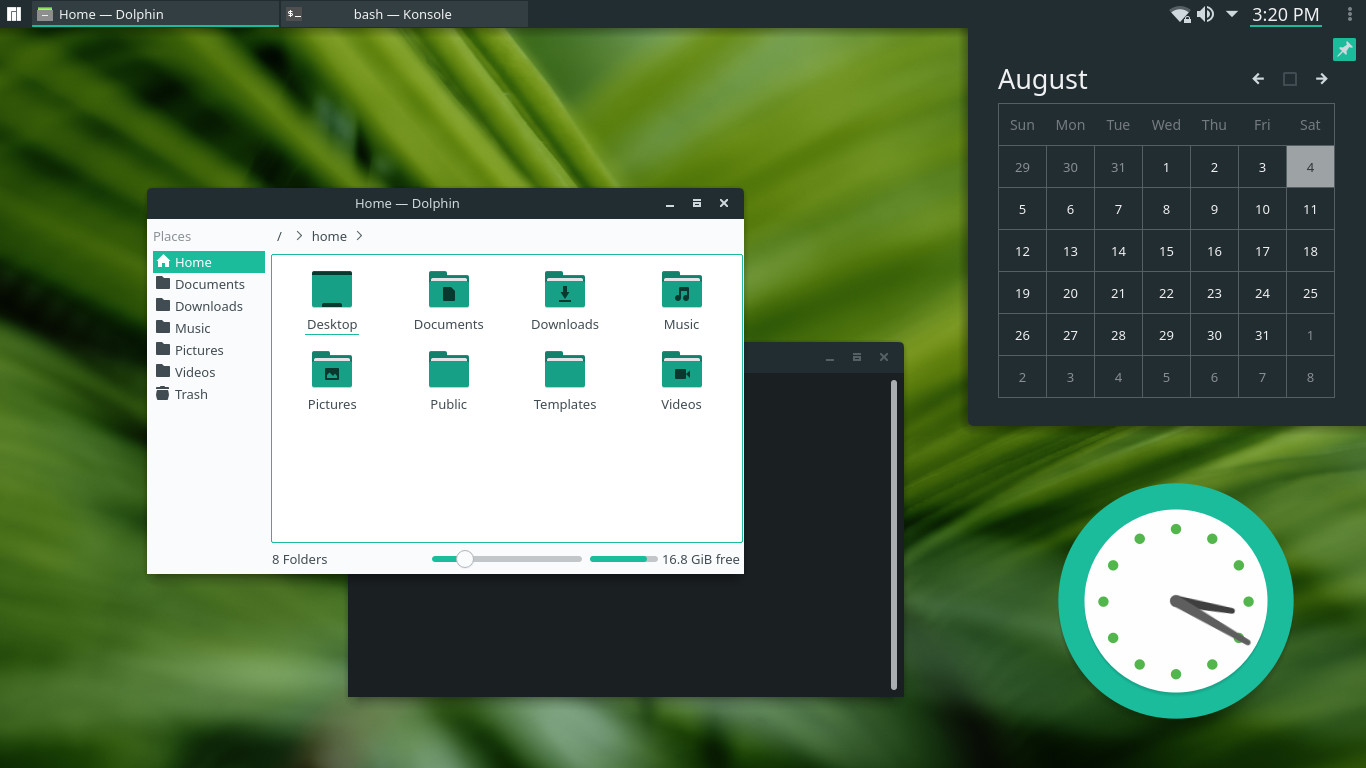 Home — Dolphin
$_
bash — Konsole
3:20 PM
August
Sun Mon Tue Wed Thu Fri Sat
29 30 31 1 2 3 4
5 6 7 8 9 10 11
12 13 14 15 16 17 18
19 20 21 22 23 24 25
26 27 28 29 30 31 1
2 3 4 5 6 7 8
Home — Dolphin
Places
Home
Documents
Downloads
Music
Pictures
Videos
Trash
/ > home >
Desktop Documents Downloads Music
Pictures Public Templates Videos
8 Folders 16.8 GiB free